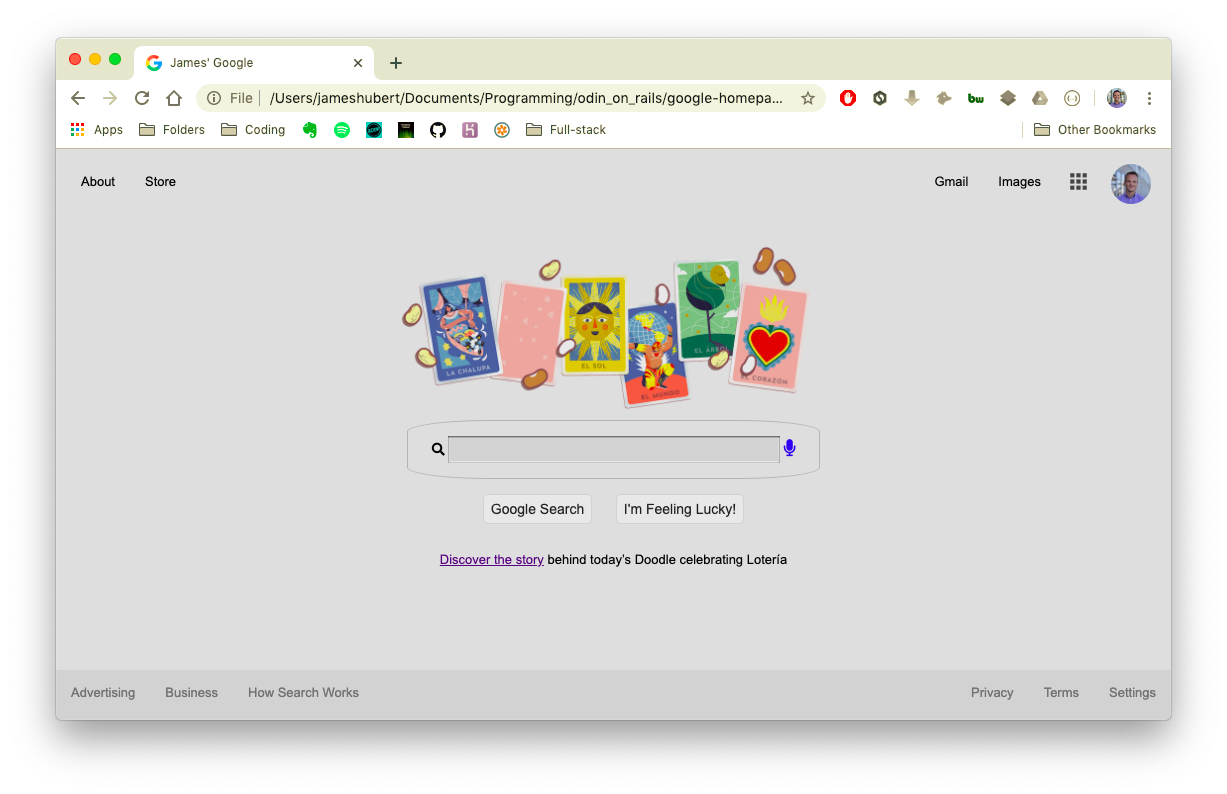 James' Google
File /Users/jameshubert/Documents/Programming/odin_on_rails/google-homepa...
Apps Folders Coding bw Full-stack Other Bookmarks
About Store Gmail Images
LA CHALUPA
EL SOL
EL MUNDO
EL ÁRBOL
EL CORAZÓN
Google Search I'm Feeling Lucky!
Discover the story behind today's Doodle celebrating Lotería
Advertising Business How Search Works Privacy Terms Settings